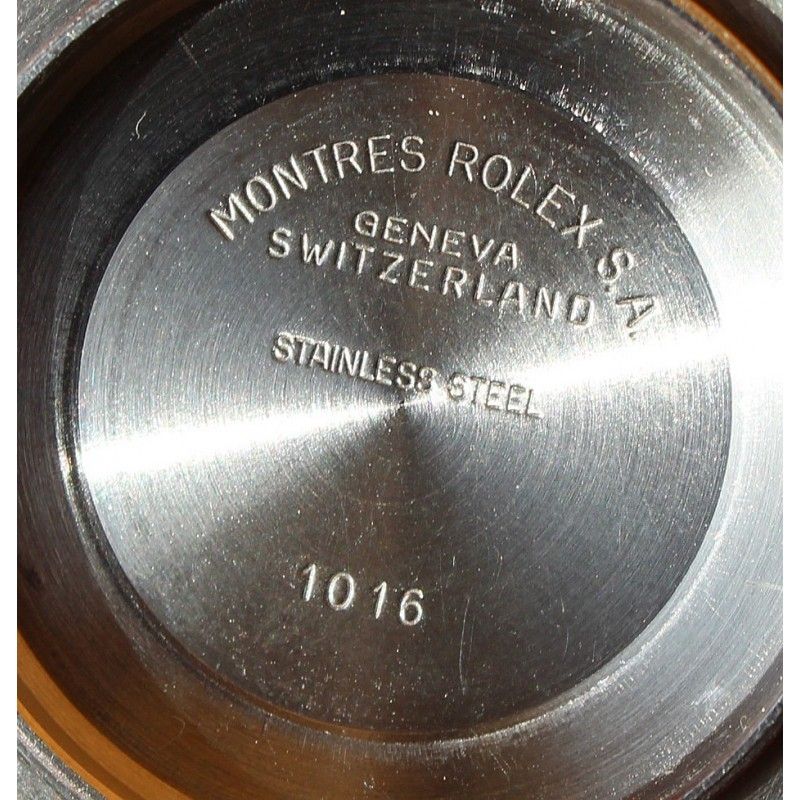 MONTRES ROLEX S.A.
GENEVA
SWITZERLAND
STAINLESS STEEL
1016